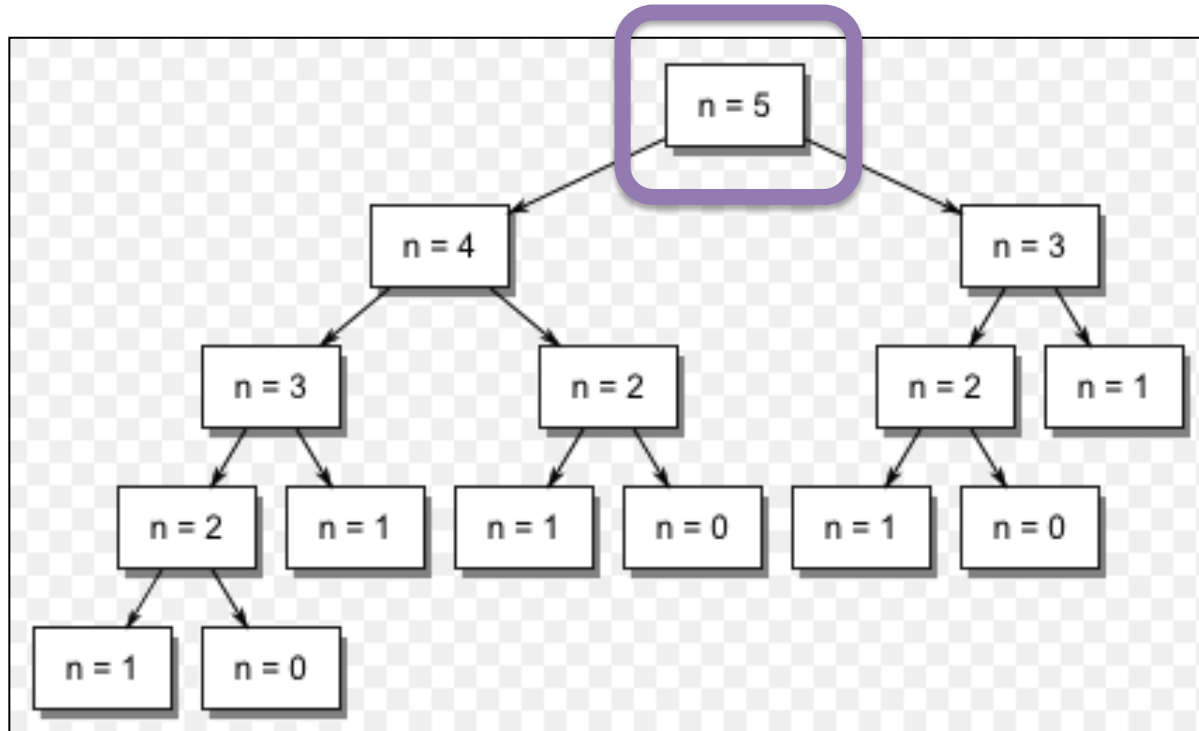 n = 5
n = 4
n = 3
n = 3
n = 2
n = 2
n = 1
n = 2
n = 1
n = 1
n = 0
n = 1
n = 0
n = 1
n = 0